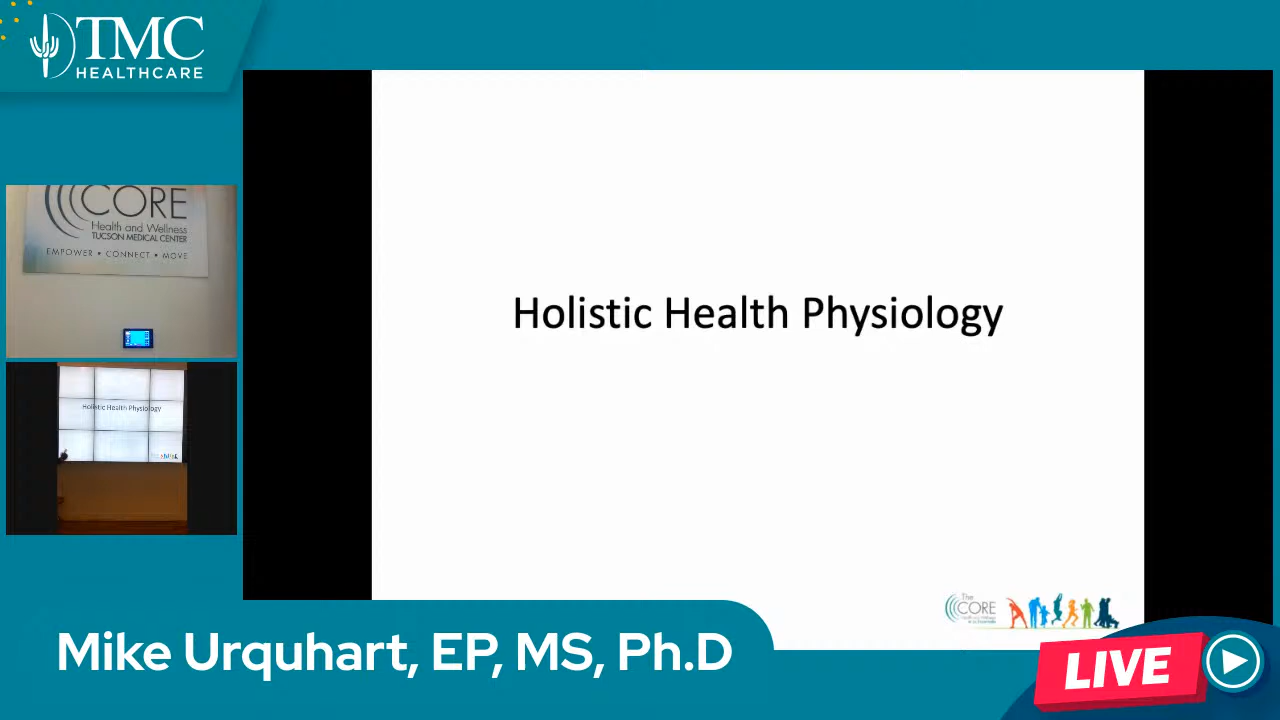 TMC
HEALTHCARE
CORE
Health and Wellness
TUCSON MEDICAL CENTER
EMPOWER • CONNECT • MOVE
Holistic Health Physiology
Holistic Health Physiology
The
CORE
Mike Urquhart, EP, MS, Ph.D
LIVE